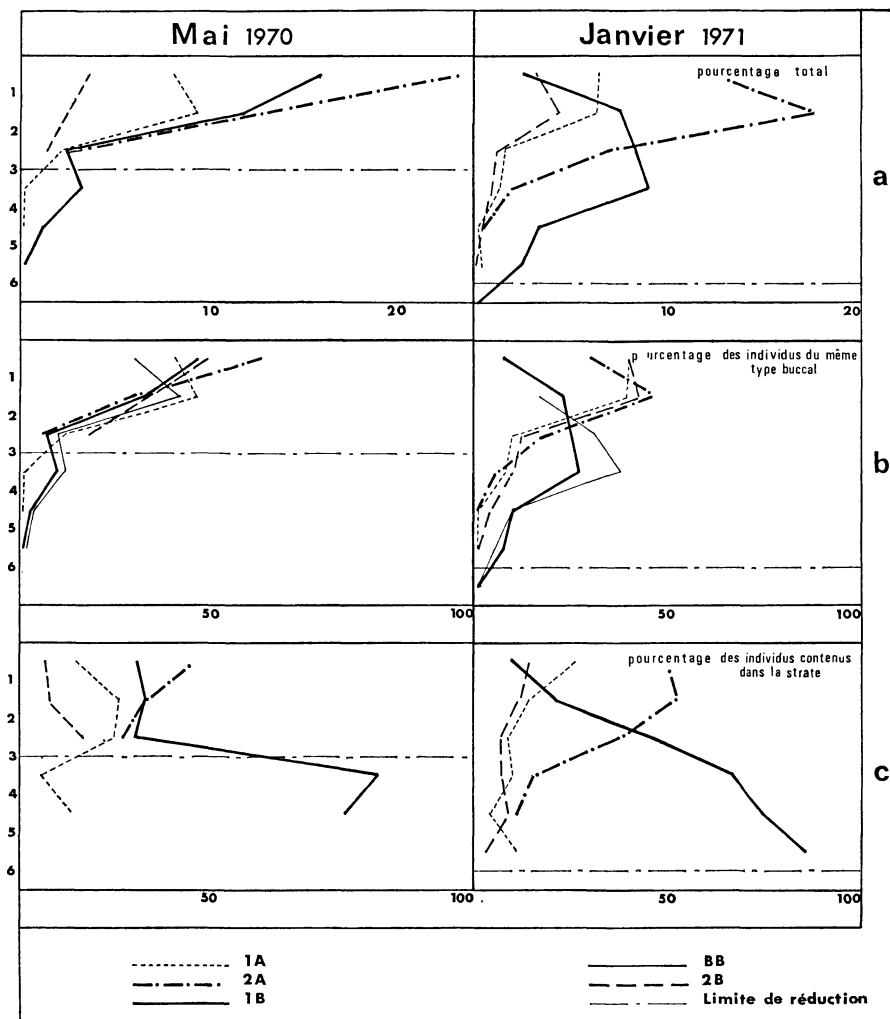 Mai 1970
Janvier 1971
pourcentage total
1
2
3
4
5
6
a
10
20
10
20
pourcentage des individus du même
type buccal
1
2
3
4
5
6
b
50
100
50
100
pourcentage des individus contenus
dans la strate
1
2
3
4
5
6
c
50
100
50
100
1A
2A
1B
BB
2B
Limite de réduction